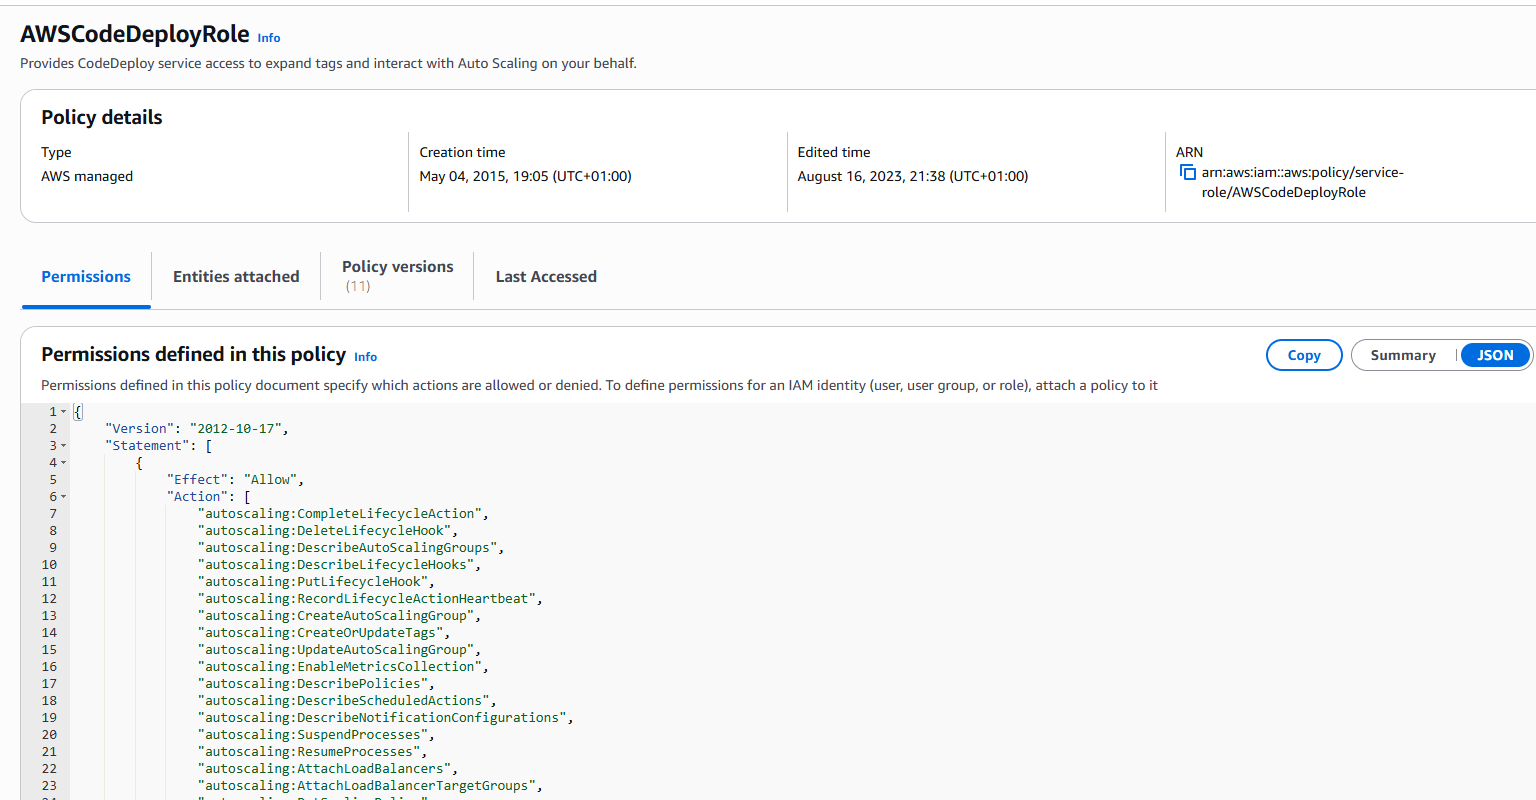 AWSCodeDeployRole Info
Provides CodeDeploy service access to expand tags and interact with Auto Scaling on your behalf.
Policy details
Type
AWS managed
Creation time
May 04, 2015, 19:05 (UTC+01:00)
Edited time
August 16, 2023, 21:38 (UTC+01:00)
ARN
arn:aws:iam::aws:policy/service-
role/AWSCodeDeployRole
Permissions
Entities attached
Policy versions
(11)
Last Accessed
Permissions defined in this policy Info
Copy
Summary
JSON
Permissions defined in this policy document specify which actions are allowed or denied. To define permissions for an IAM identity (user, user group, or role), attach a policy to it
1 {
2 "Version": "2012-10-17",
3 "Statement": [
4 {
5 "Effect": "Allow",
6 "Action": [
7 "autoscaling:CompleteLifecycleAction",
8 "autoscaling:DeleteLifecycleHook",
9 "autoscaling:DescribeAutoScalingGroups",
10 "autoscaling:DescribeLifecycleHooks",
11 "autoscaling:PutLifecycleHook",
12 "autoscaling:RecordLifecycleActionHeartbeat",
13 "autoscaling:CreateAutoScalingGroup",
14 "autoscaling:CreateOrUpdateTags",
15 "autoscaling:UpdateAutoScalingGroup",
16 "autoscaling:EnableMetricsCollection",
17 "autoscaling:DescribePolicies",
18 "autoscaling:DescribeScheduledActions",
19 "autoscaling:DescribeNotificationConfigurations",
20 "autoscaling:SuspendProcesses",
21 "autoscaling:ResumeProcesses",
22 "autoscaling:AttachLoadBalancers",
23 "autoscaling:AttachLoadBalancerTargetGroups",